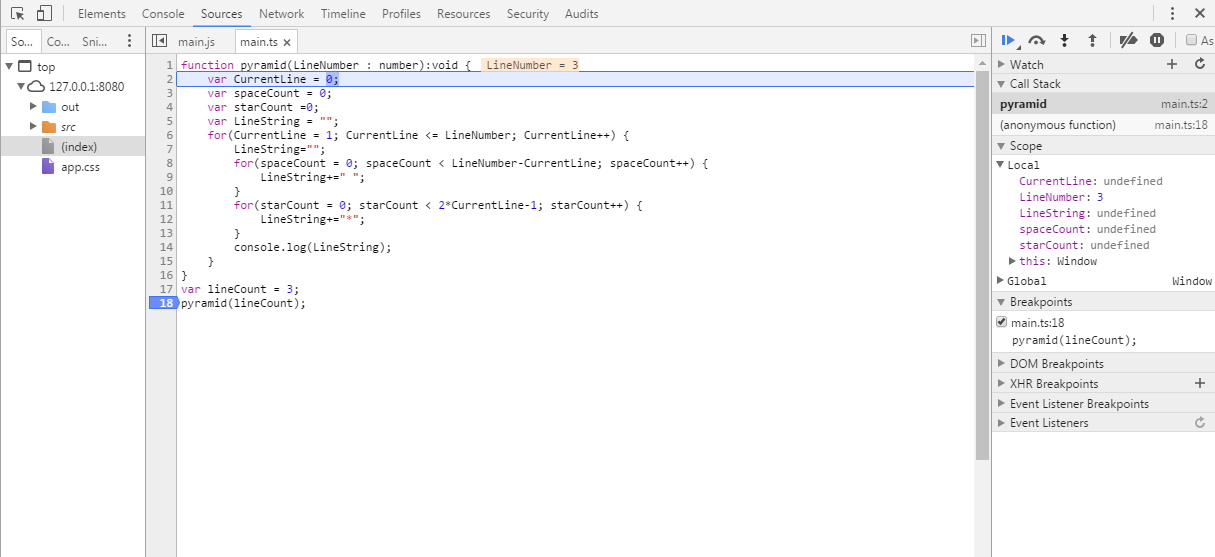 Elements Console Sources Network Timeline Profiles Resources Security Audits
So... Co... Sni...
main.js main.ts
As
top
127.0.0.1:8080
out
src
(index)
app.css
1 function pyramid(LineNumber : number):void { LineNumber = 3
2 var CurrentLine = 0;
3 var spaceCount = 0;
4 var starCount =0;
5 var LineString = "";
6 for(CurrentLine = 1; CurrentLine <= LineNumber; CurrentLine++) {
7 LineString="";
8 for(spaceCount = 0; spaceCount < LineNumber-CurrentLine; spaceCount++) {
9 LineString+=" ";
10 }
11 for(starCount = 0; starCount < 2*CurrentLine-1; starCount++) {
12 LineString+="*";
13 }
14 console.log(LineString);
15 }
16 }
17 var lineCount = 3;
18 pyramid(lineCount);
Watch
Call Stack
pyramid main.ts:2
(anonymous function) main.ts:18
Scope
Local
CurrentLine: undefined
LineNumber: 3
LineString: undefined
spaceCount: undefined
starCount: undefined
this: Window
Global Window
Breakpoints
main.ts:18
pyramid(lineCount);
DOM Breakpoints
XHR Breakpoints
Event Listener Breakpoints
Event Listeners